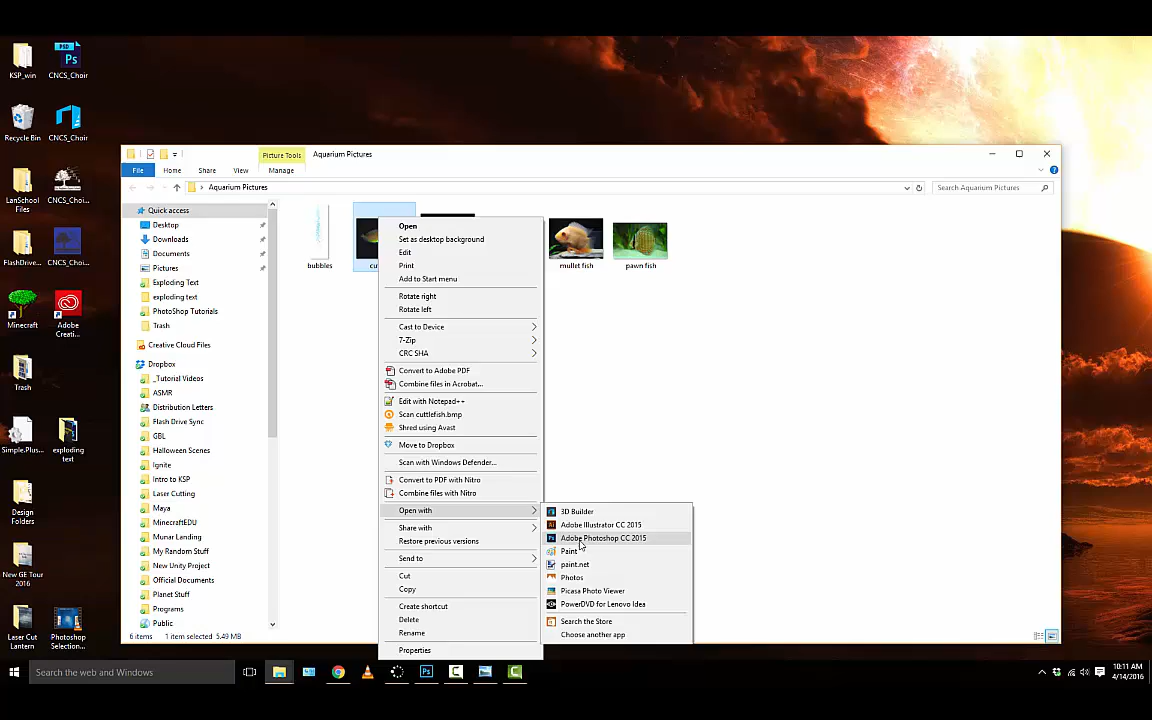 KSP_win
CNCS_Choir
Recycle Bin
CNCS_Choir
LanSchool Files
CNCS_Choi...
FlashDrive...
CNCS_Choi...
Minecraft
Adobe Creati...
Trash
Simple.Plus...
exploding text
Design Folders
New GE Tour 2016
Laser Cut Lantern
Photoshop Selection...
Picture Tools
Aquarium Pictures
File
Home
Share
View
Manage
Aquarium Pictures
Search Aquarium Pictures
Quick access
Desktop
Downloads
Documents
Pictures
Exploding Text
exploding text
PhotoShop Tutorials
Trash
Creative Cloud Files
Dropbox
_Tutorial Videos
ASMR
Distribution Letters
Flash Drive Sync
GBL
Halloween Scenes
Ignite
Intro to KSP
Laser Cutting
Maya
MinecraftEDU
Munar Landing
My Random Stuff
New Unity Project
Official Documents
Planet Stuff
Programs
Public
bubbles
mullet fish
pawn fish
Open
Set as desktop background
Edit
Print
Add to Start menu
Rotate right
Rotate left
Cast to Device
7-Zip
CRC SHA
Convert to Adobe PDF
Combine files in Acrobat...
Edit with Notepad++
Scan cuttlefish.bmp
Shred using Avast
Move to Dropbox
Scan with Windows Defender...
Convert to PDF with Nitro
Combine files with Nitro
Open with
Share with
Restore previous versions
Send to
Cut
Copy
Create shortcut
Delete
Rename
Properties
3D Builder
Adobe Illustrator CC 2015
Adobe Photoshop CC 2015
Paint
paint.net
Photos
Picasa Photo Viewer
PowerDVD for Lenovo Idea
Search the Store
Choose another app
6 items
1 item selected 5.49 MB
Search the web and Windows
10:11 AM
4/14/2016